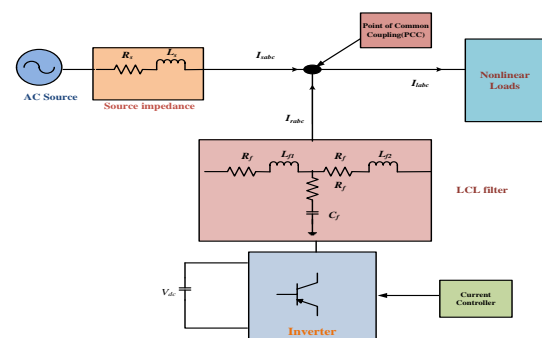 Point of Common
Coupling(PCC)
Rs
Ls
Isabc
Ilabc
Nonlinear
Loads
AC Source
Source impedance
Irabc
Rf
Lf1
Rf
Lf2
Rf
Cf
LCL filter
Vdc
Current
Controller
Inverter